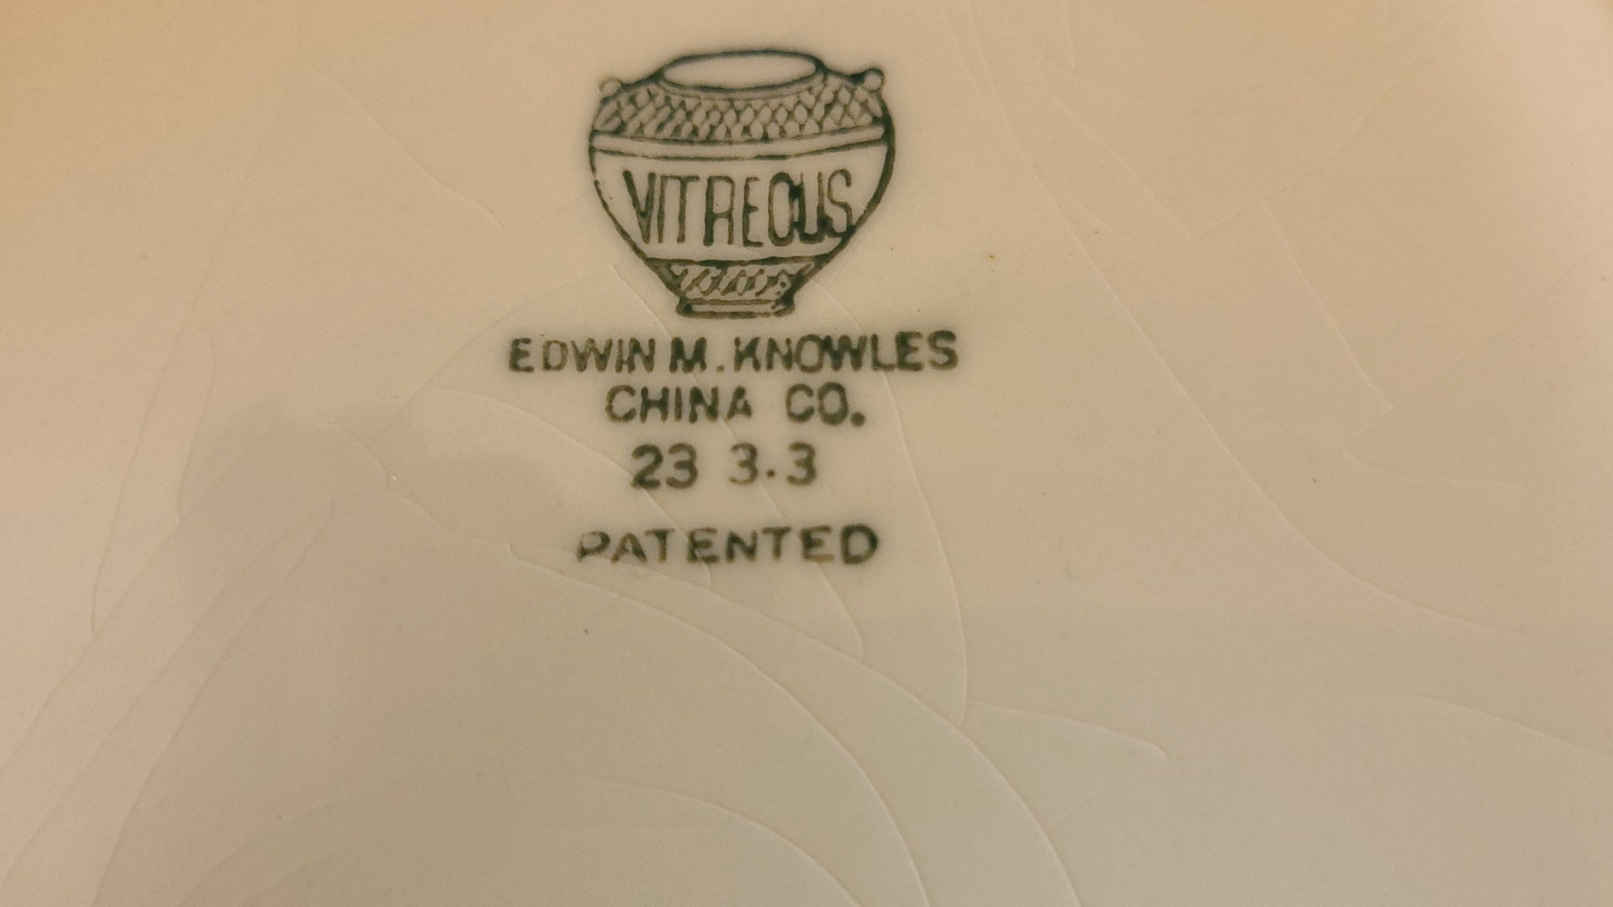 VITREOUS
EDWIN M. KNOWLES
CHINA CO.
23 3.3
PATENTED